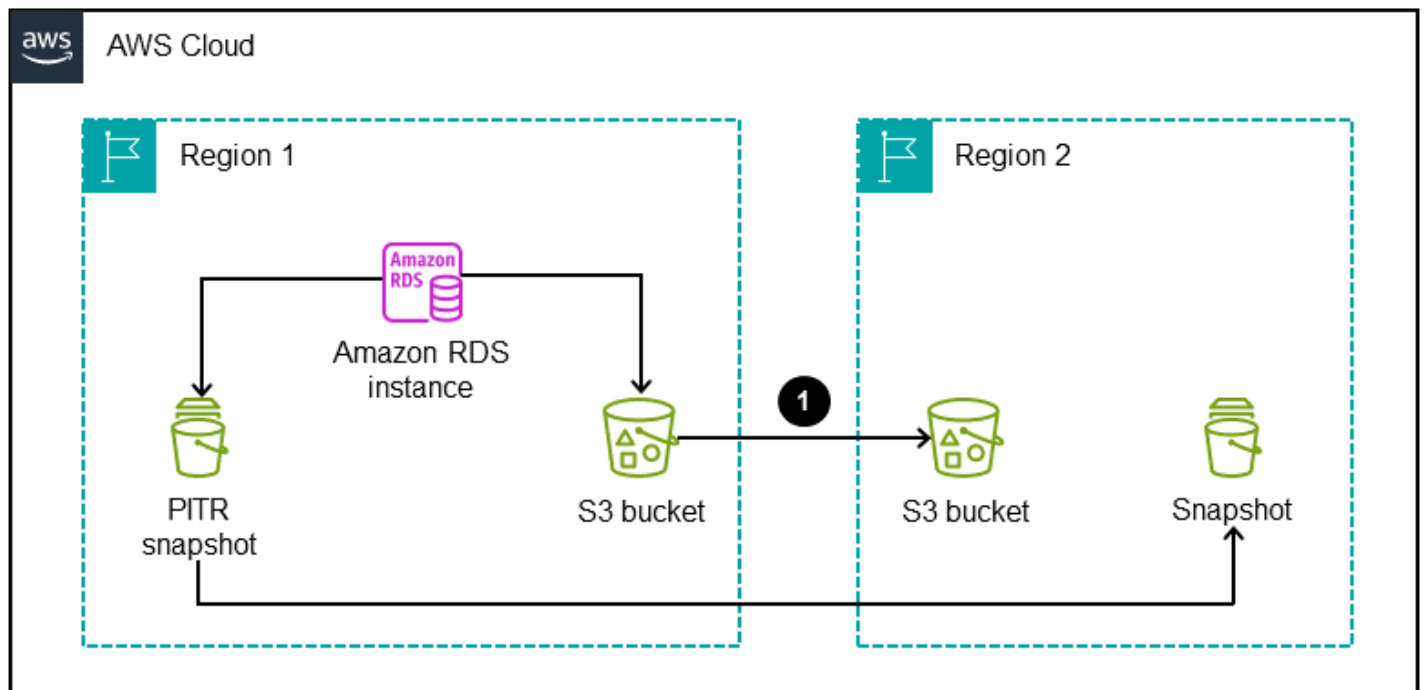 aws
AWS Cloud
Region 1
Region 2
Amazon
RDS
Amazon RDS
instance
1
PITR
snapshot
S3 bucket
S3 bucket
Snapshot